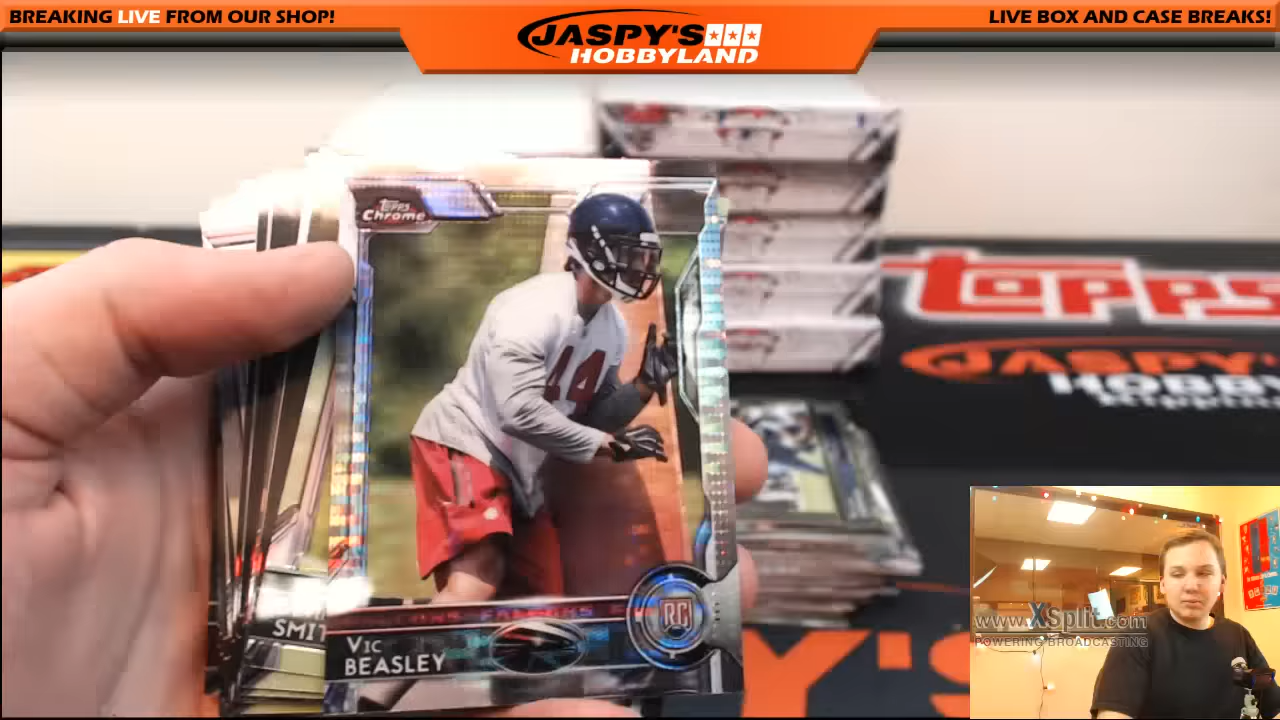 BREAKING LIVE FROM OUR SHOP!
JASPY'S
HOBBYLAND
LIVE BOX AND CASE BREAKS!
TOPPS
Chrome
44
topps
JASPY'S
HOBBY
RC
FALCONS
SMIT
VIC
BEASLEY
Y'S
www.XSplit.com
POWERING BROADCASTING